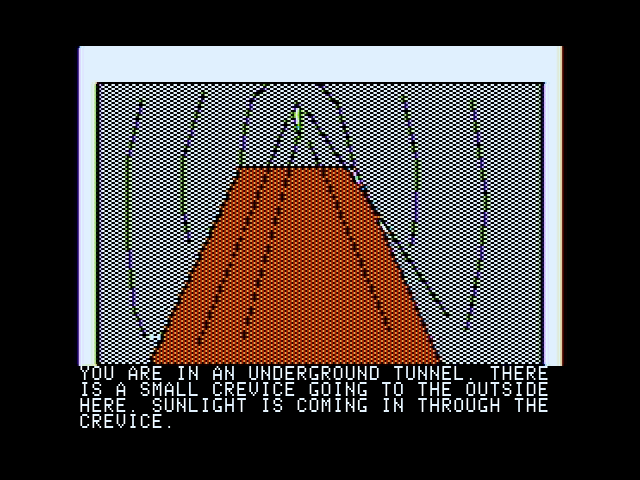 YOU ARE IN AN UNDERGROUND TUNNEL. THERE
IS A SMALL CREVICE GOING TO THE OUTSIDE
HERE. SUNLIGHT IS COMING IN THROUGH THE
CREVICE.